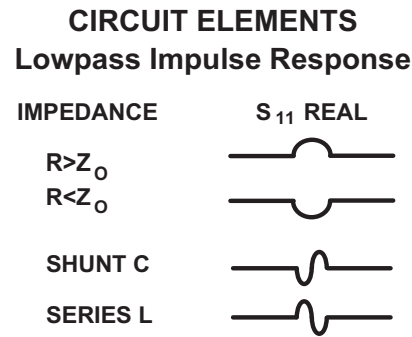 CIRCUIT ELEMENTS
Lowpass Impulse Response
IMPEDANCE S11 REAL
R>ZO
R<ZO
SHUNT C
SERIES L